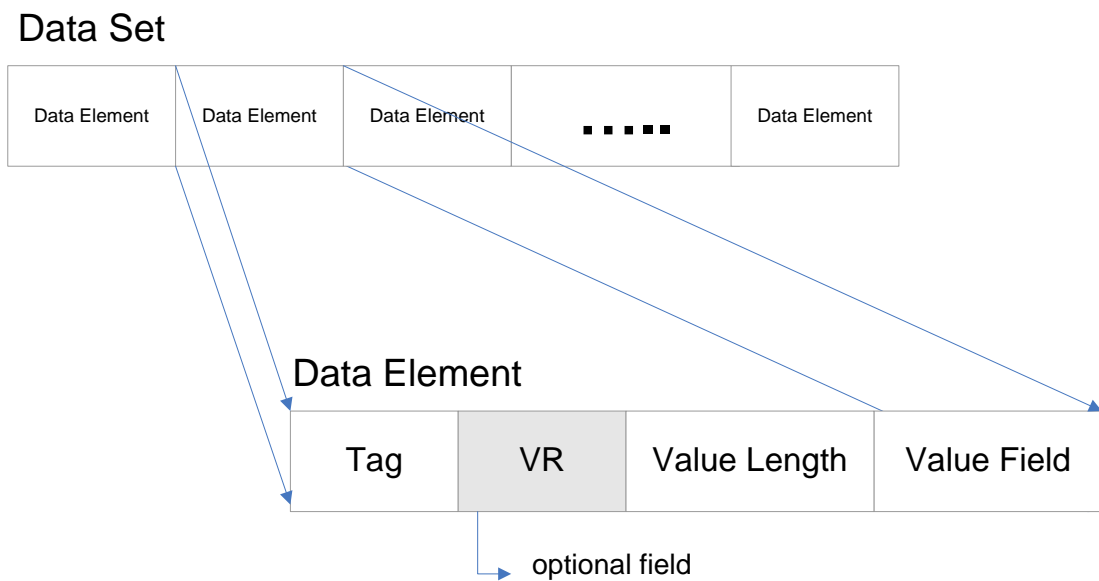 Data Set
Data Element Data Element Data Element ..... Data Element
Data Element
Tag VR Value Length Value Field
optional field